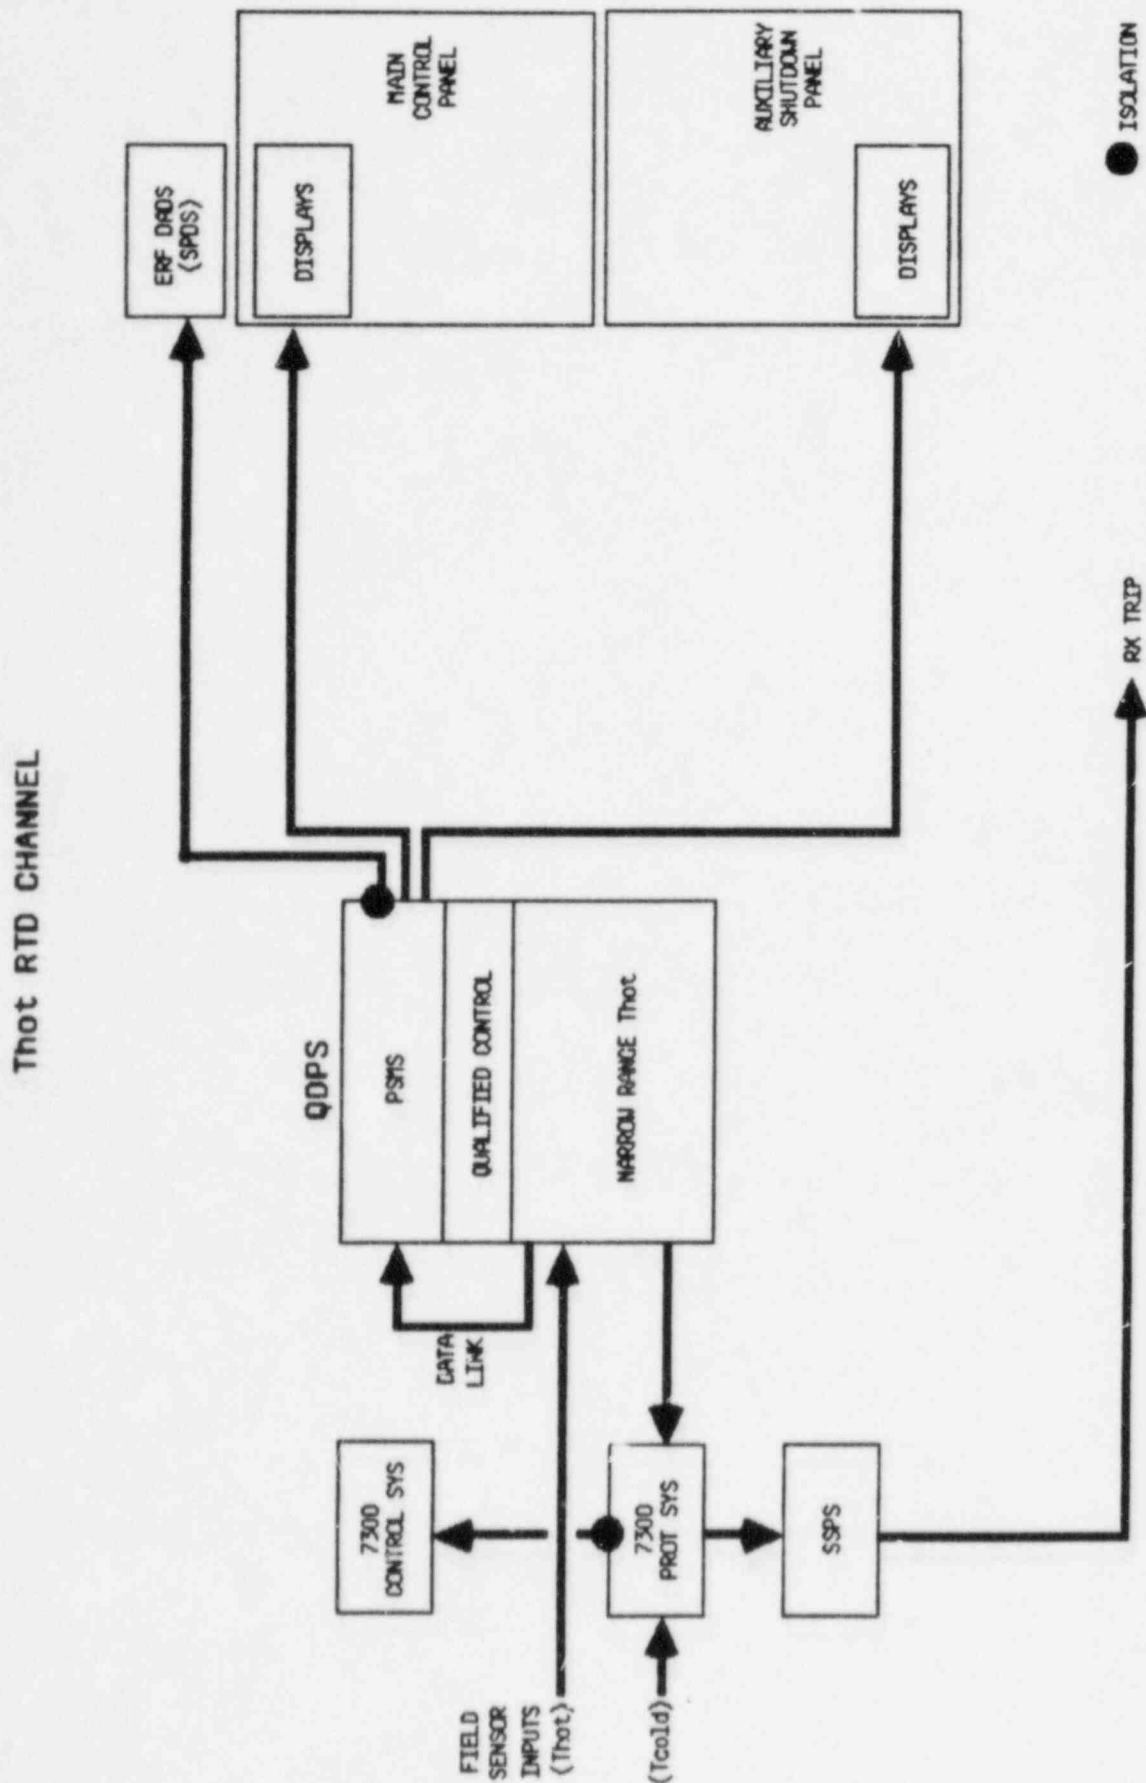 Thot RTD CHANNEL
QDPS
PSMS
QUALIFIED CONTROL
NARROW RANGE Thot
ERF DADS
(SPDS)
DISPLAYS
MAIN
CONTROL
PANEL
DISPLAYS
AUXILIARY
SHUTDOWN
PANEL
DATA
LINK
7300
CONTROL SYS
FIELD
SENSOR
INPUTS
(Thot)
7300
PROT SYS
(Tcold)
SSPS
RX TRIP
ISOLATION